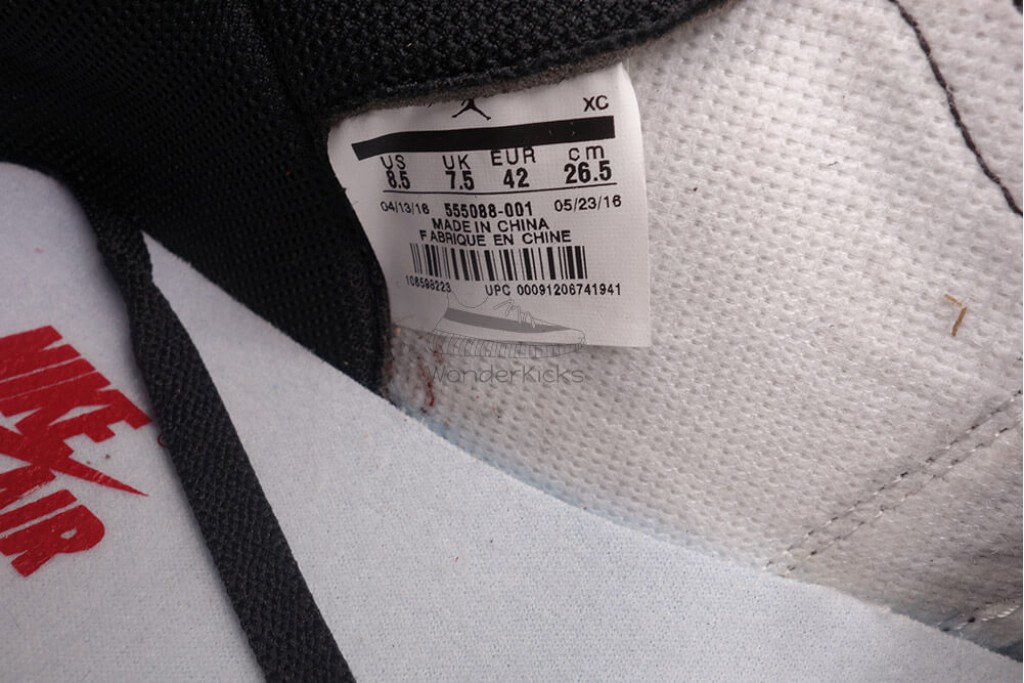 XC
US UK EUR cm
8.5 7.5 42 26.5
04/13/16 555088-001 05/23/16
MADE IN CHINA
FABRIQUE EN CHINE
108599223 UPC 00091206741941
WonderKicks
NIKE
AIR